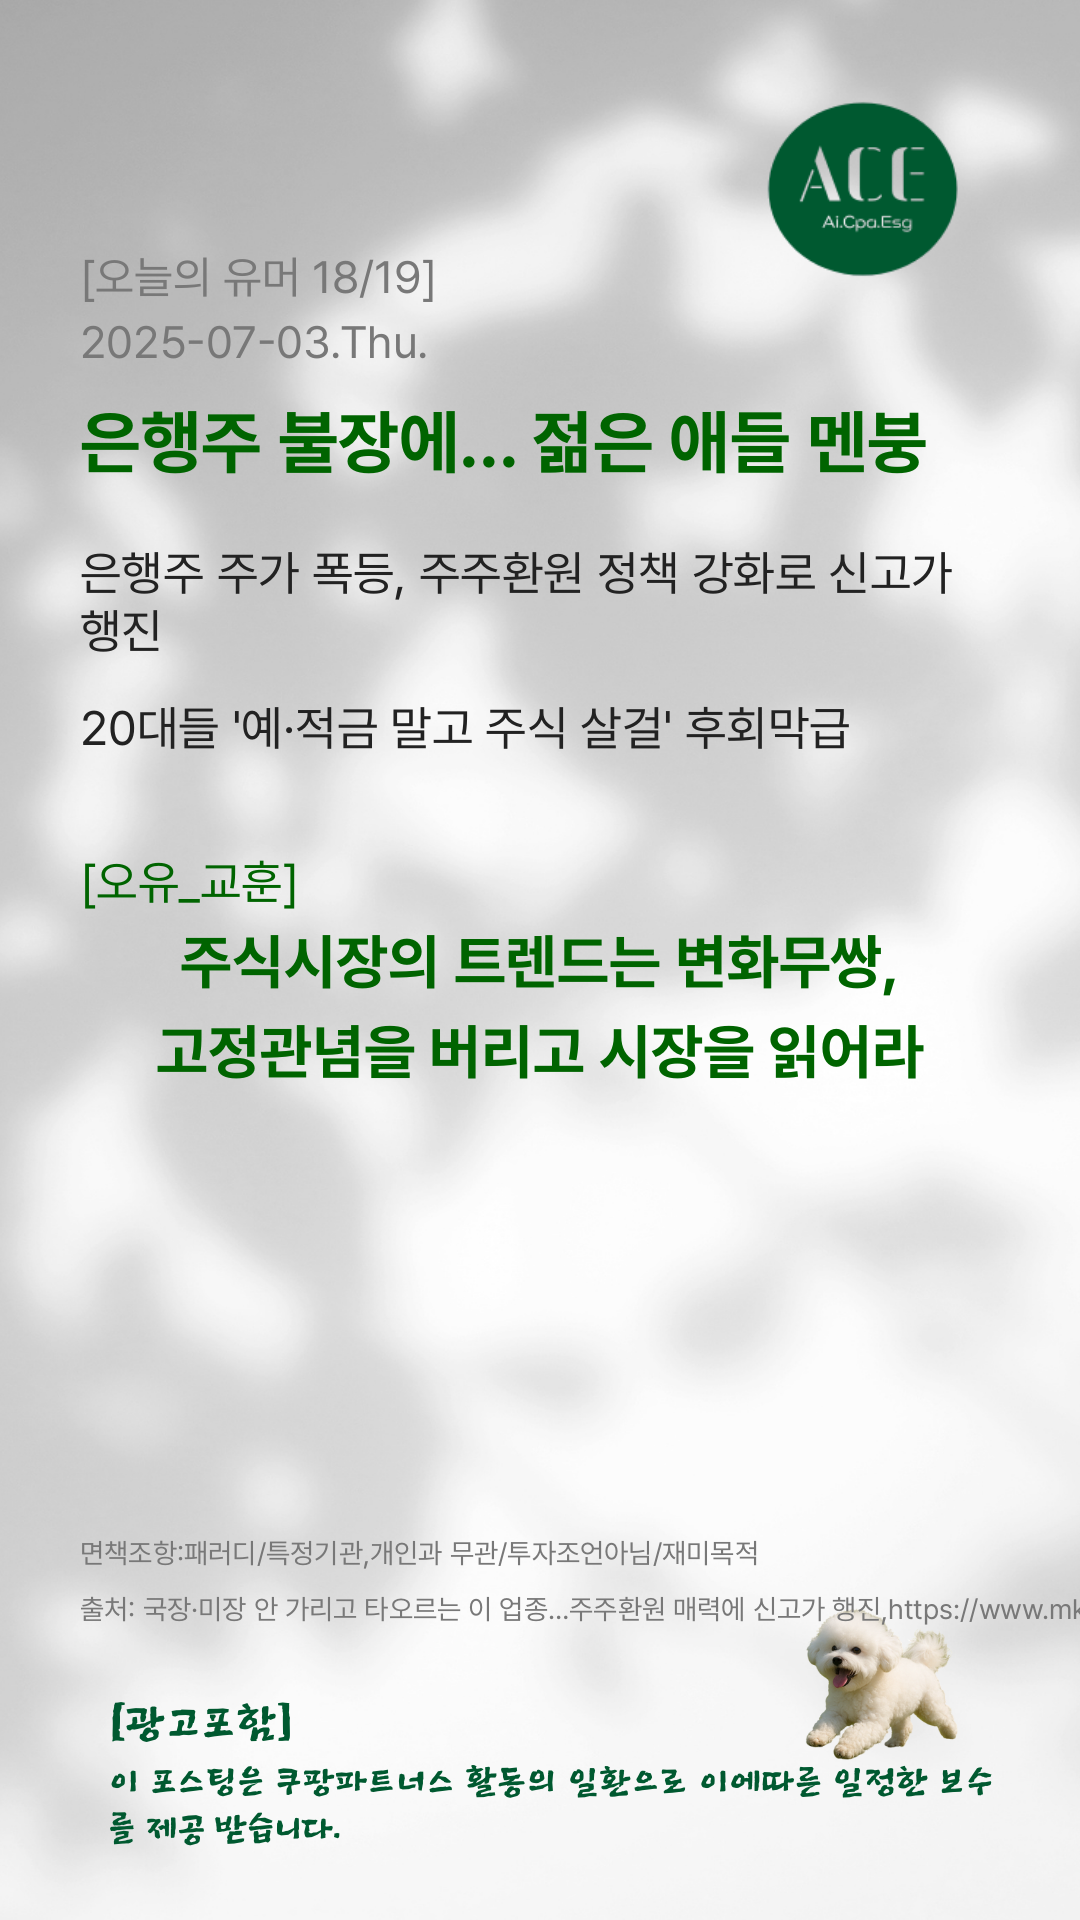 ACE
Ai.Cpa.Esg
[오늘의 유머 18/19]
2025-07-03.Thu.
은행주 불장에... 젊은 애들 멘붕
은행주 주가 폭등, 주주환원 정책 강화로 신고가
행진
20대들 '예·적금 말고 주식 살걸' 후회막급
[오유_교훈]
주식시장의 트렌드는 변화무쌍,
고정관념을 버리고 시장을 읽어라
면책조항:패러디/특정기관,개인과 무관/투자조언아님/재미목적
출처: 국장·미장 안 가리고 타오르는 이 업종...주주환원 매력에 신고가 행진,https://www.mk
[광고포함]
이 포스팅은 쿠팡파트너스 활동의 일환으로 이에따른 일정한 보수
를 제공 받습니다.